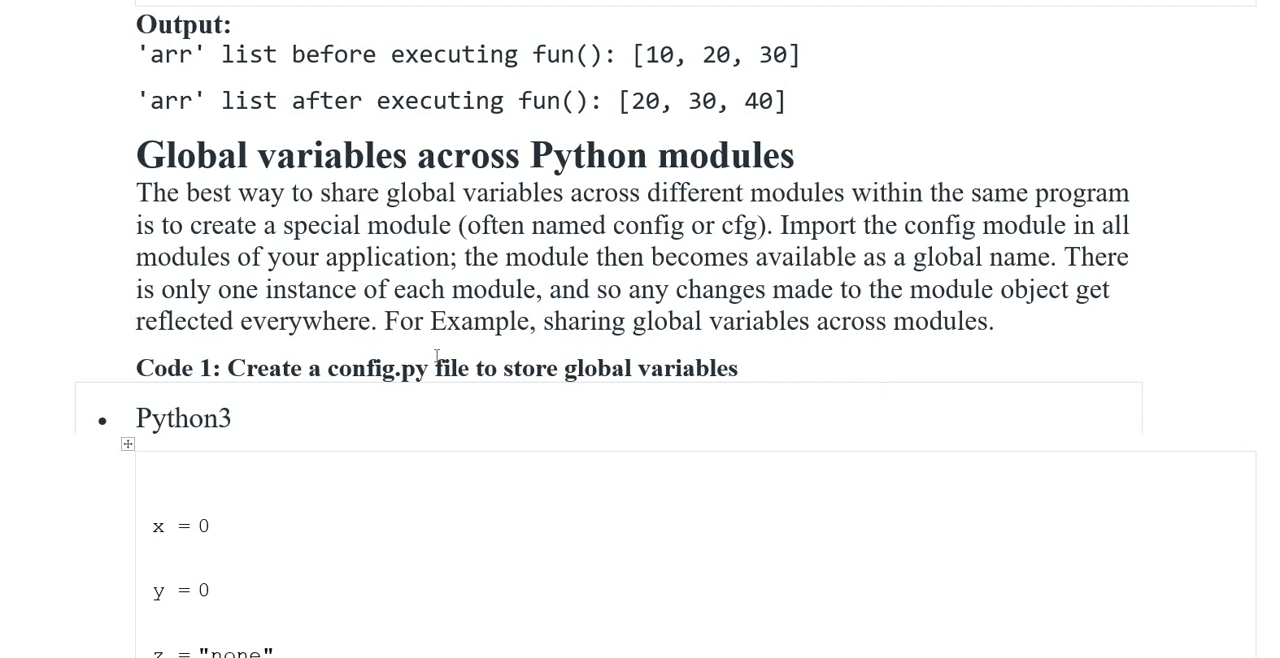 Output:
'arr' list before executing fun(): [10, 20, 30]
'arr' list after executing fun(): [20, 30, 40]
Global variables across Python modules
The best way to share global variables across different modules within the same program
is to create a special module (often named config or cfg). Import the config module in all
modules of your application; the module then becomes available as a global name. There
is only one instance of each module, and so any changes made to the module object get
reflected everywhere. For Example, sharing global variables across modules.
Code 1: Create a config.py file to store global variables
• Python3
x = 0
y = 0
z = "none"